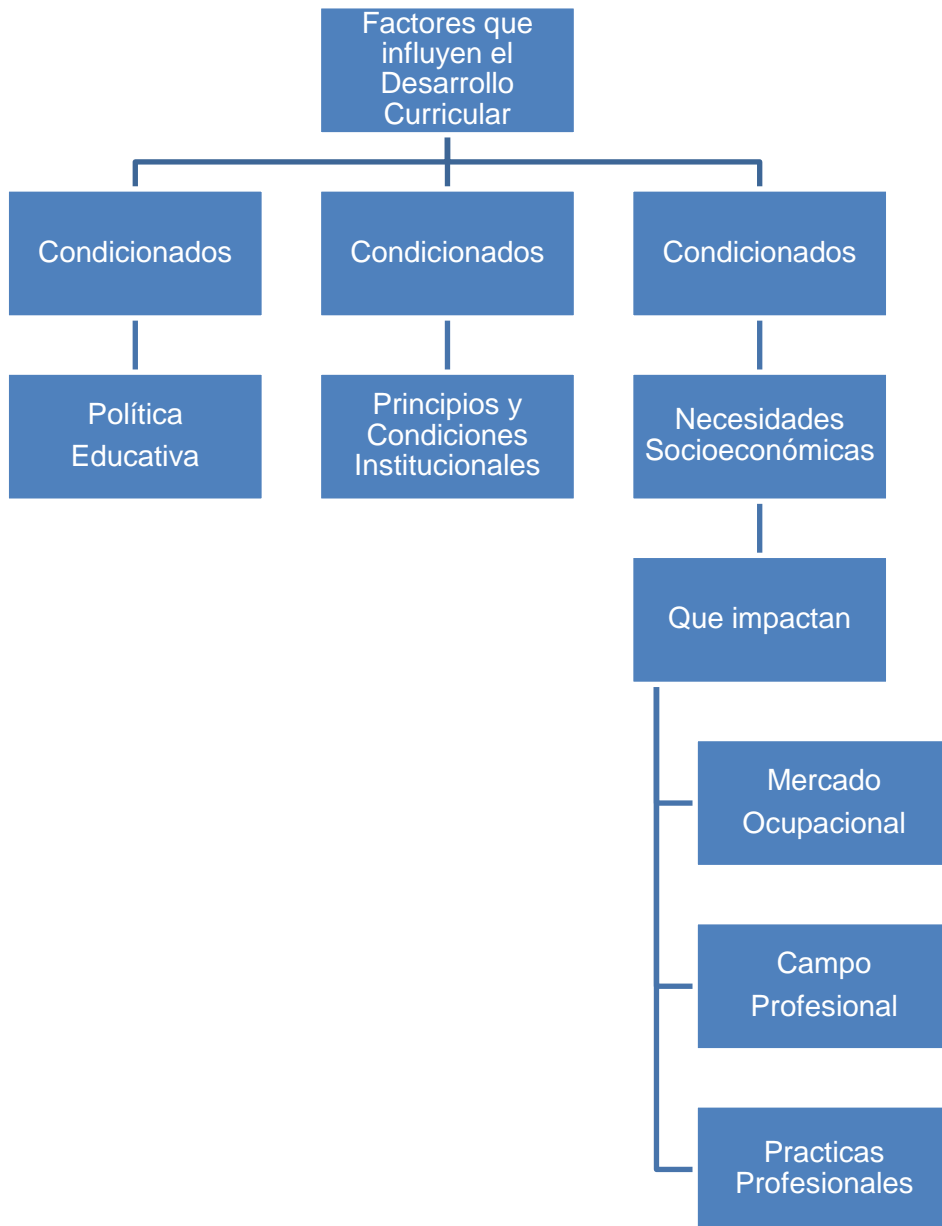 Factores que
influyen el
Desarrollo
Curricular
Condicionados
Condicionados
Condicionados
Política
Educativa
Principios y
Condiciones
Institucionales
Necesidades
Socioeconómicas
Que impactan
Mercado
Ocupacional
Campo
Profesional
Practicas
Profesionales